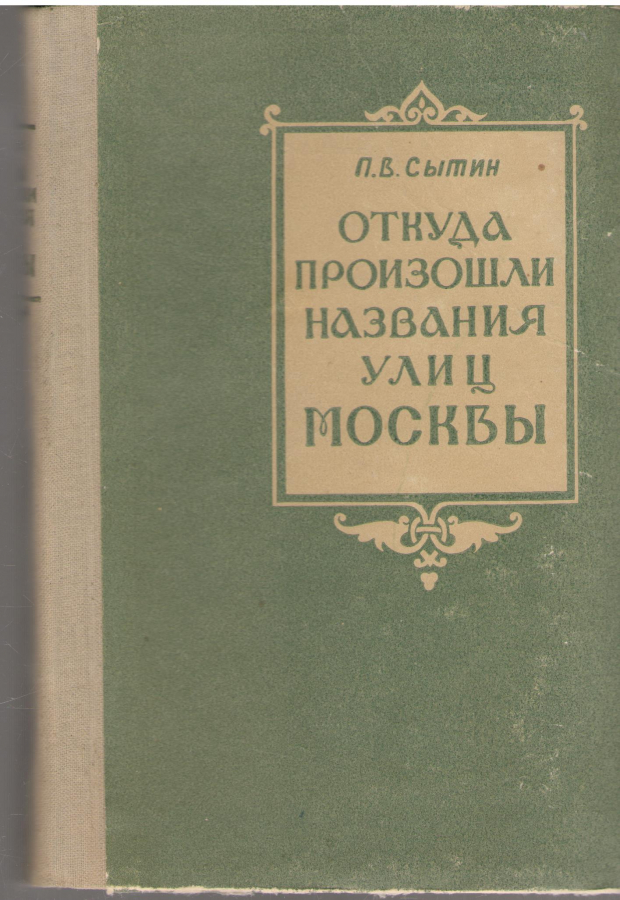 П.В. Сытин
ОТКУДА
ПРОИЗОШЛИ
НАЗВАНИЯ
УЛИЦ
МОСКВЫ